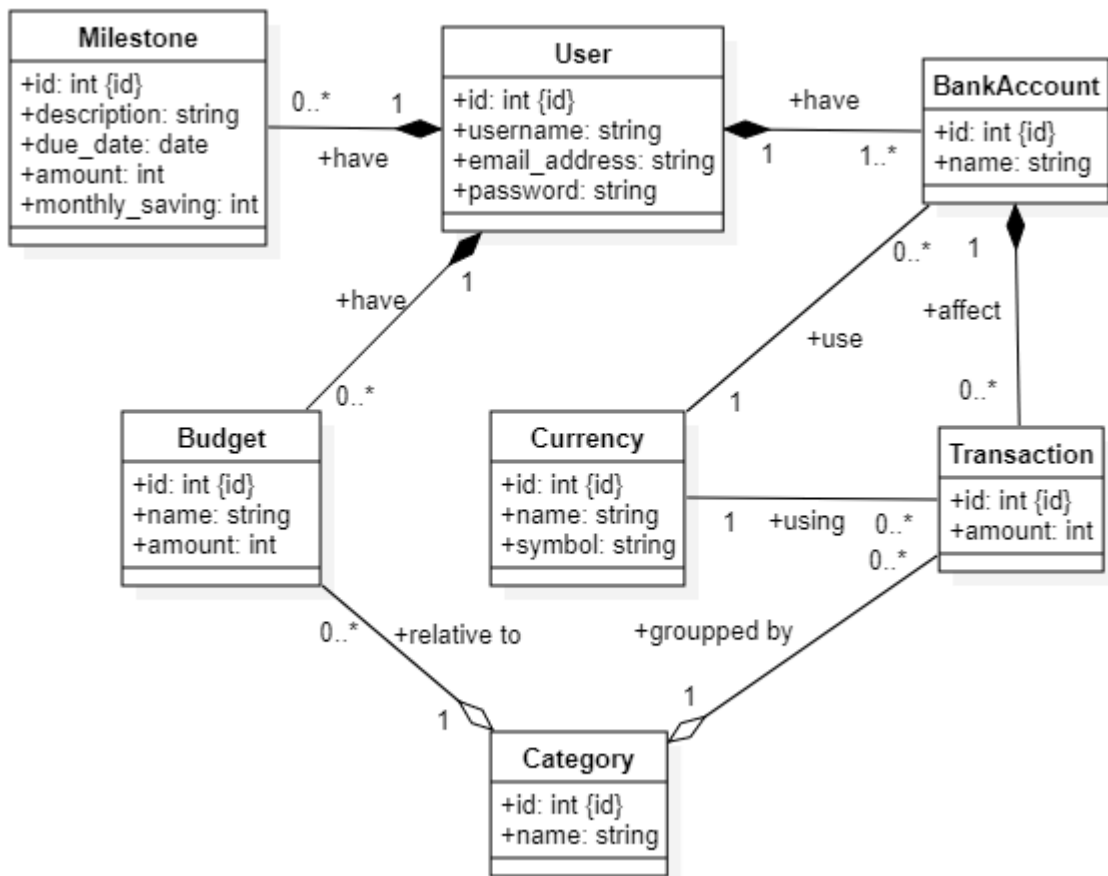 Milestone
+id: int {id}
+description: string
+due_date: date
+amount: int
+monthly_saving: int
User
+id: int {id}
+username: string
+email_address: string
+password: string
BankAccount
+id: int {id}
+name: string
0..*
1
+have
+have
1
1..*
1
+have
0..*
0..*
+use
1
1
+affect
0..*
Budget
+id: int {id}
+name: string
+amount: int
Currency
+id: int {id}
+name: string
+symbol: string
Transaction
+id: int {id}
+amount: int
1
+using
0..*
0..*
+groupped by
1
0..*
+relative to
1
Category
+id: int {id}
+name: string